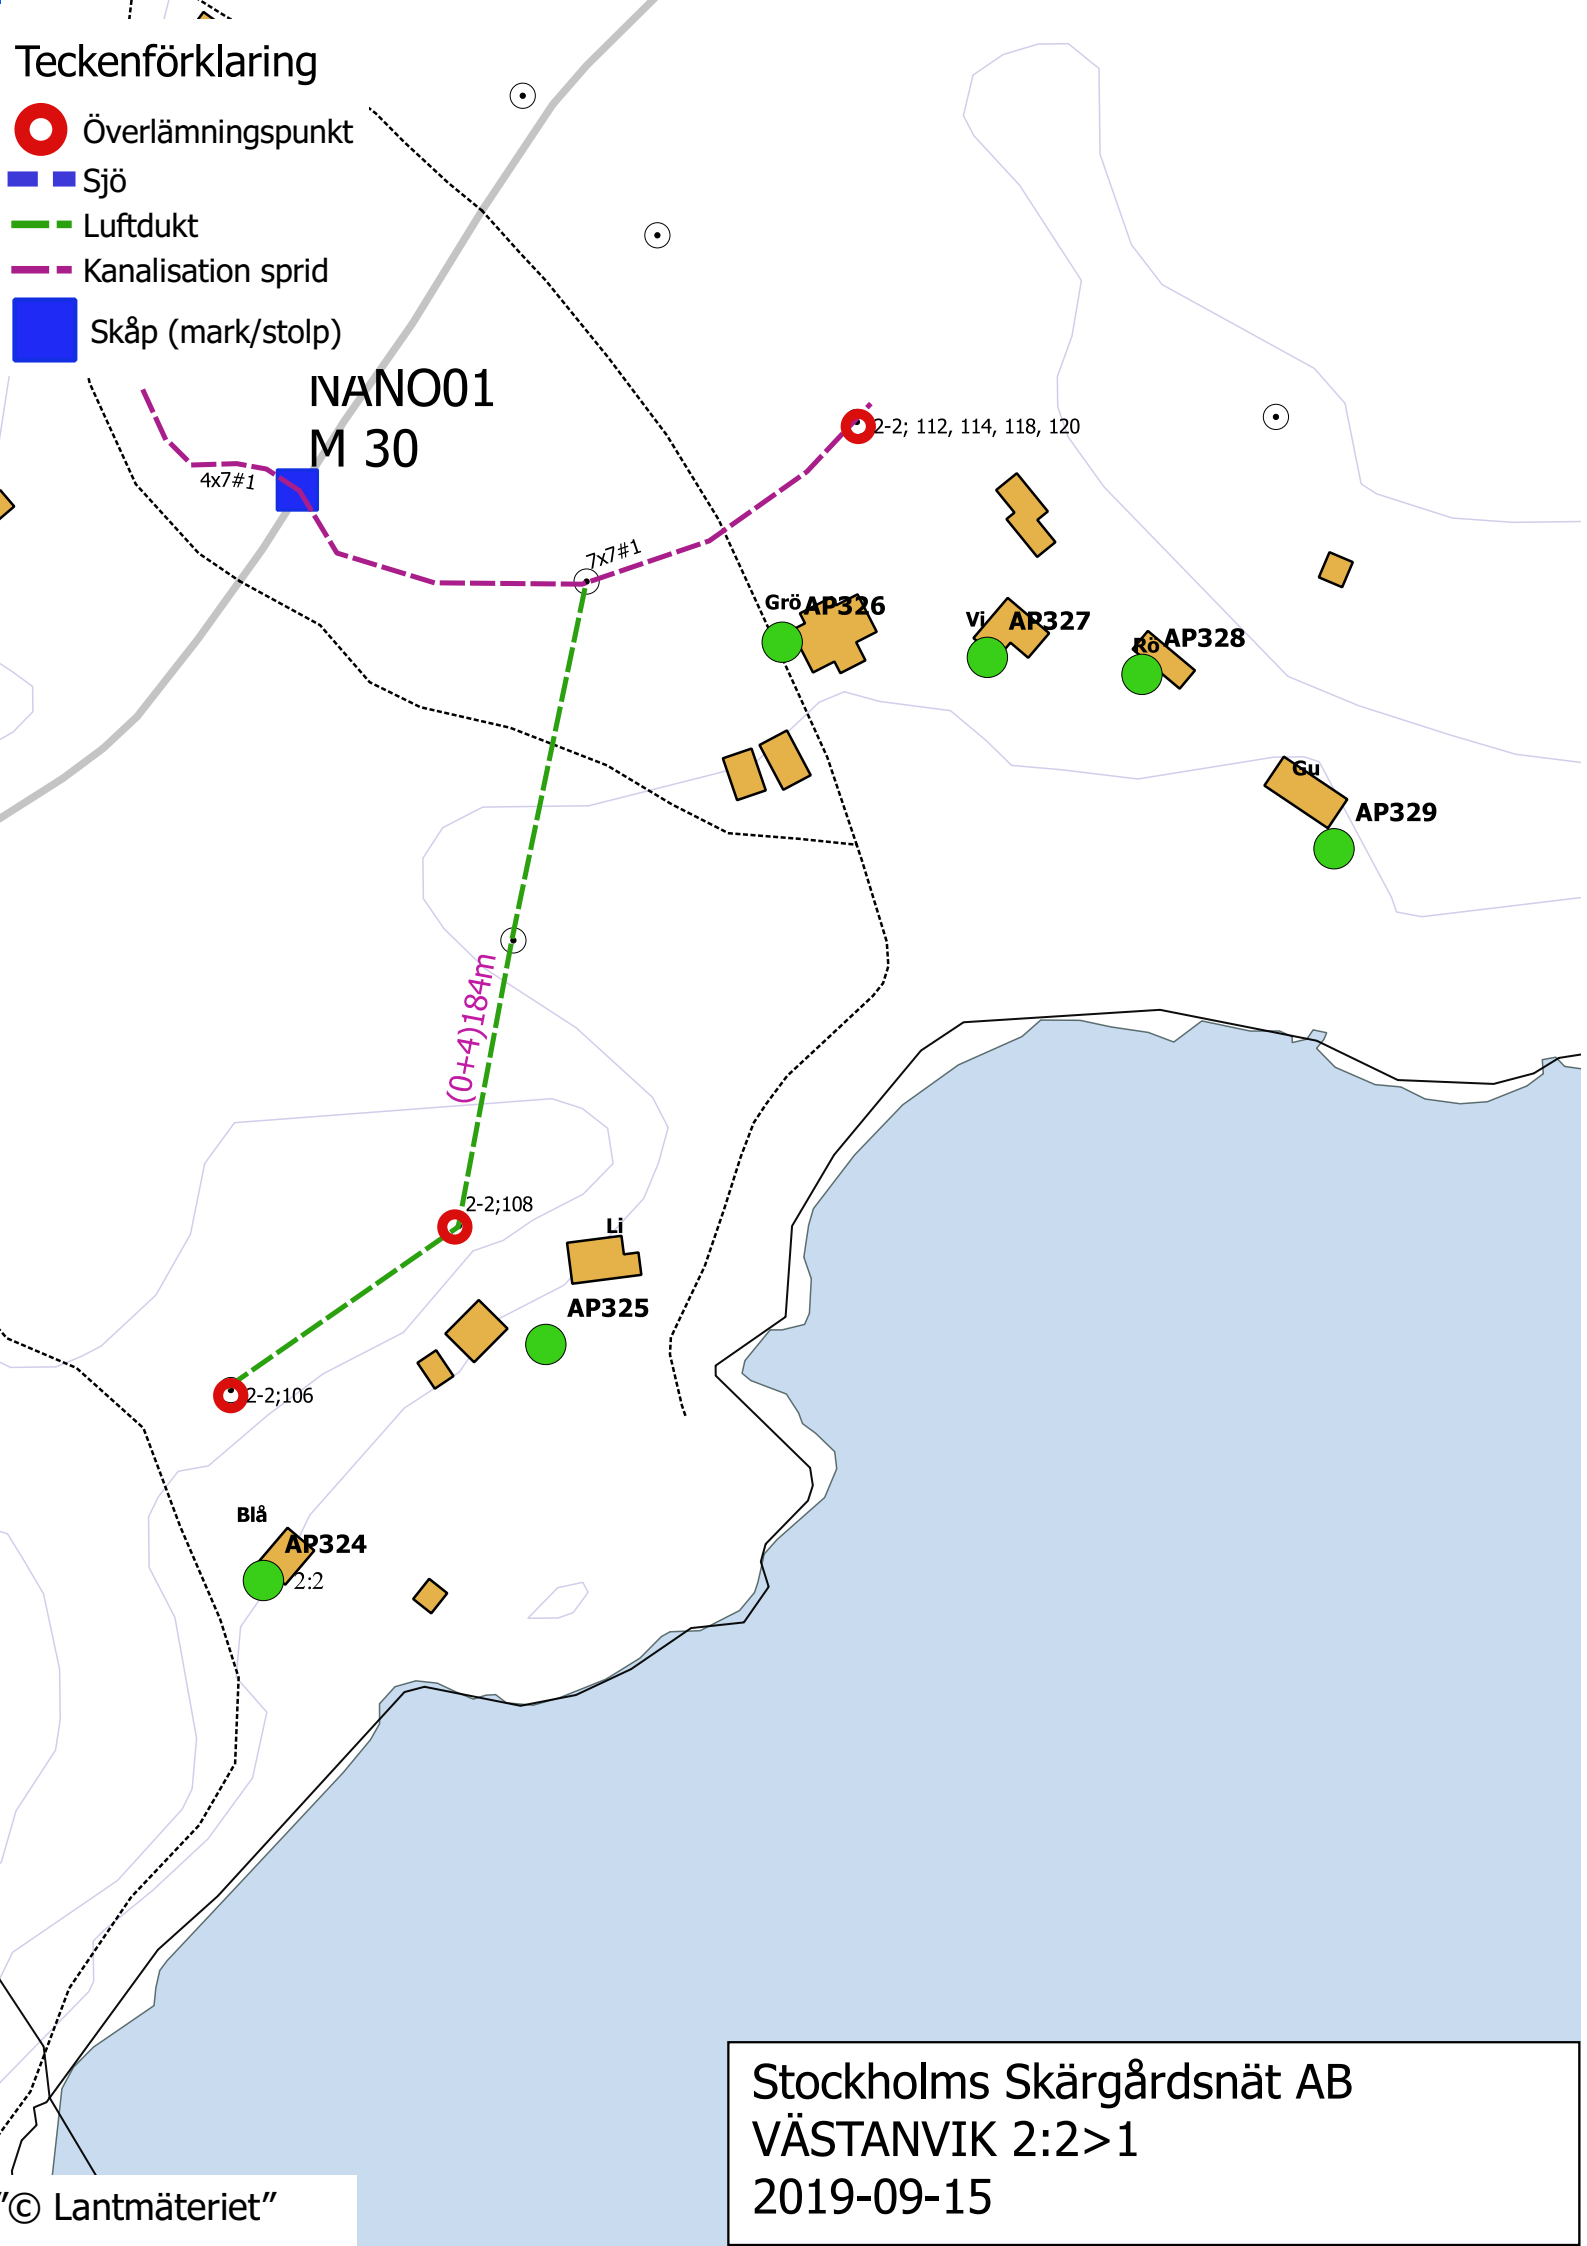 Teckenförklaring
Överlämningspunkt
Sjö
Luftdukt
Kanalisation sprid
Skåp (mark/stolp)
NANO01
M 30
4x7#1
2-2; 112, 114, 118, 120
7x7#1
Grö
AP326
Vi
AP327
Rö
AP328
Gu
AP329
(0+4)184m
2-2;108
Li
AP325
2-2;106
Blå
AP324
2:2
Stockholms Skärgårdsnät AB
VÄSTANVIK 2:2>1
2019-09-15
"© Lantmäteriet"